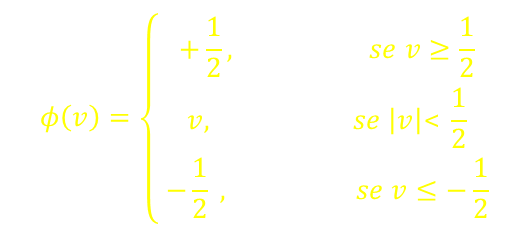 + 1/2, se v ≥ 1/2
ϕ(v) = { v, se |v| < 1/2
− 1/2 , se v ≤ − 1/2